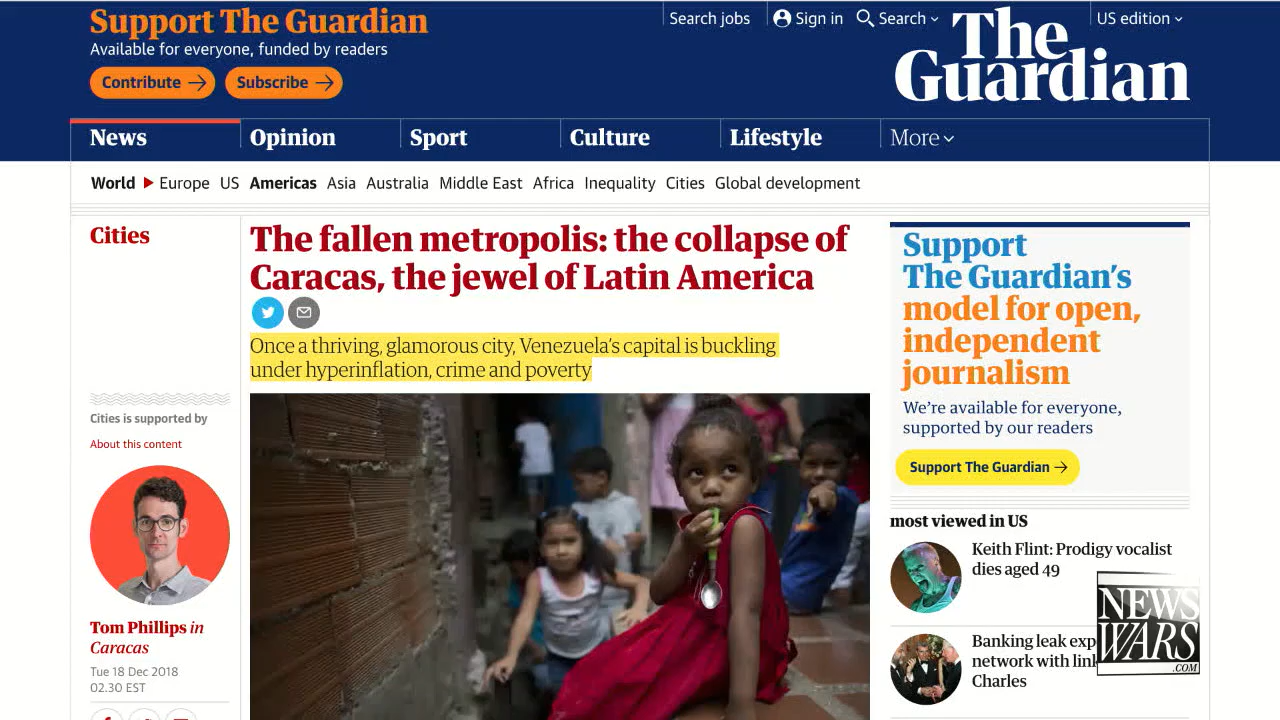 Support The Guardian
Available for everyone, funded by readers
Contribute
Subscribe
Search jobs
Sign in
Search
US edition
The
Guardian
News
Opinion
Sport
Culture
Lifestyle
More
World
Europe
US
Americas
Asia
Australia
Middle East
Africa
Inequality
Cities
Global development
Cities
The fallen metropolis: the collapse of
Caracas, the jewel of Latin America
Once a thriving, glamorous city, Venezuela's capital is buckling
under hyperinflation, crime and poverty
Cities is supported by
About this content
Tom Phillips in
Caracas
Tue 18 Dec 2018
02.30 EST
Support
The Guardian's
model for open,
independent
journalism
We're available for everyone,
supported by our readers
Support The Guardian
most viewed in US
Keith Flint: Prodigy vocalist
dies aged 49
Banking leak exp
network with link
Charles
NEWS
WARS
.COM